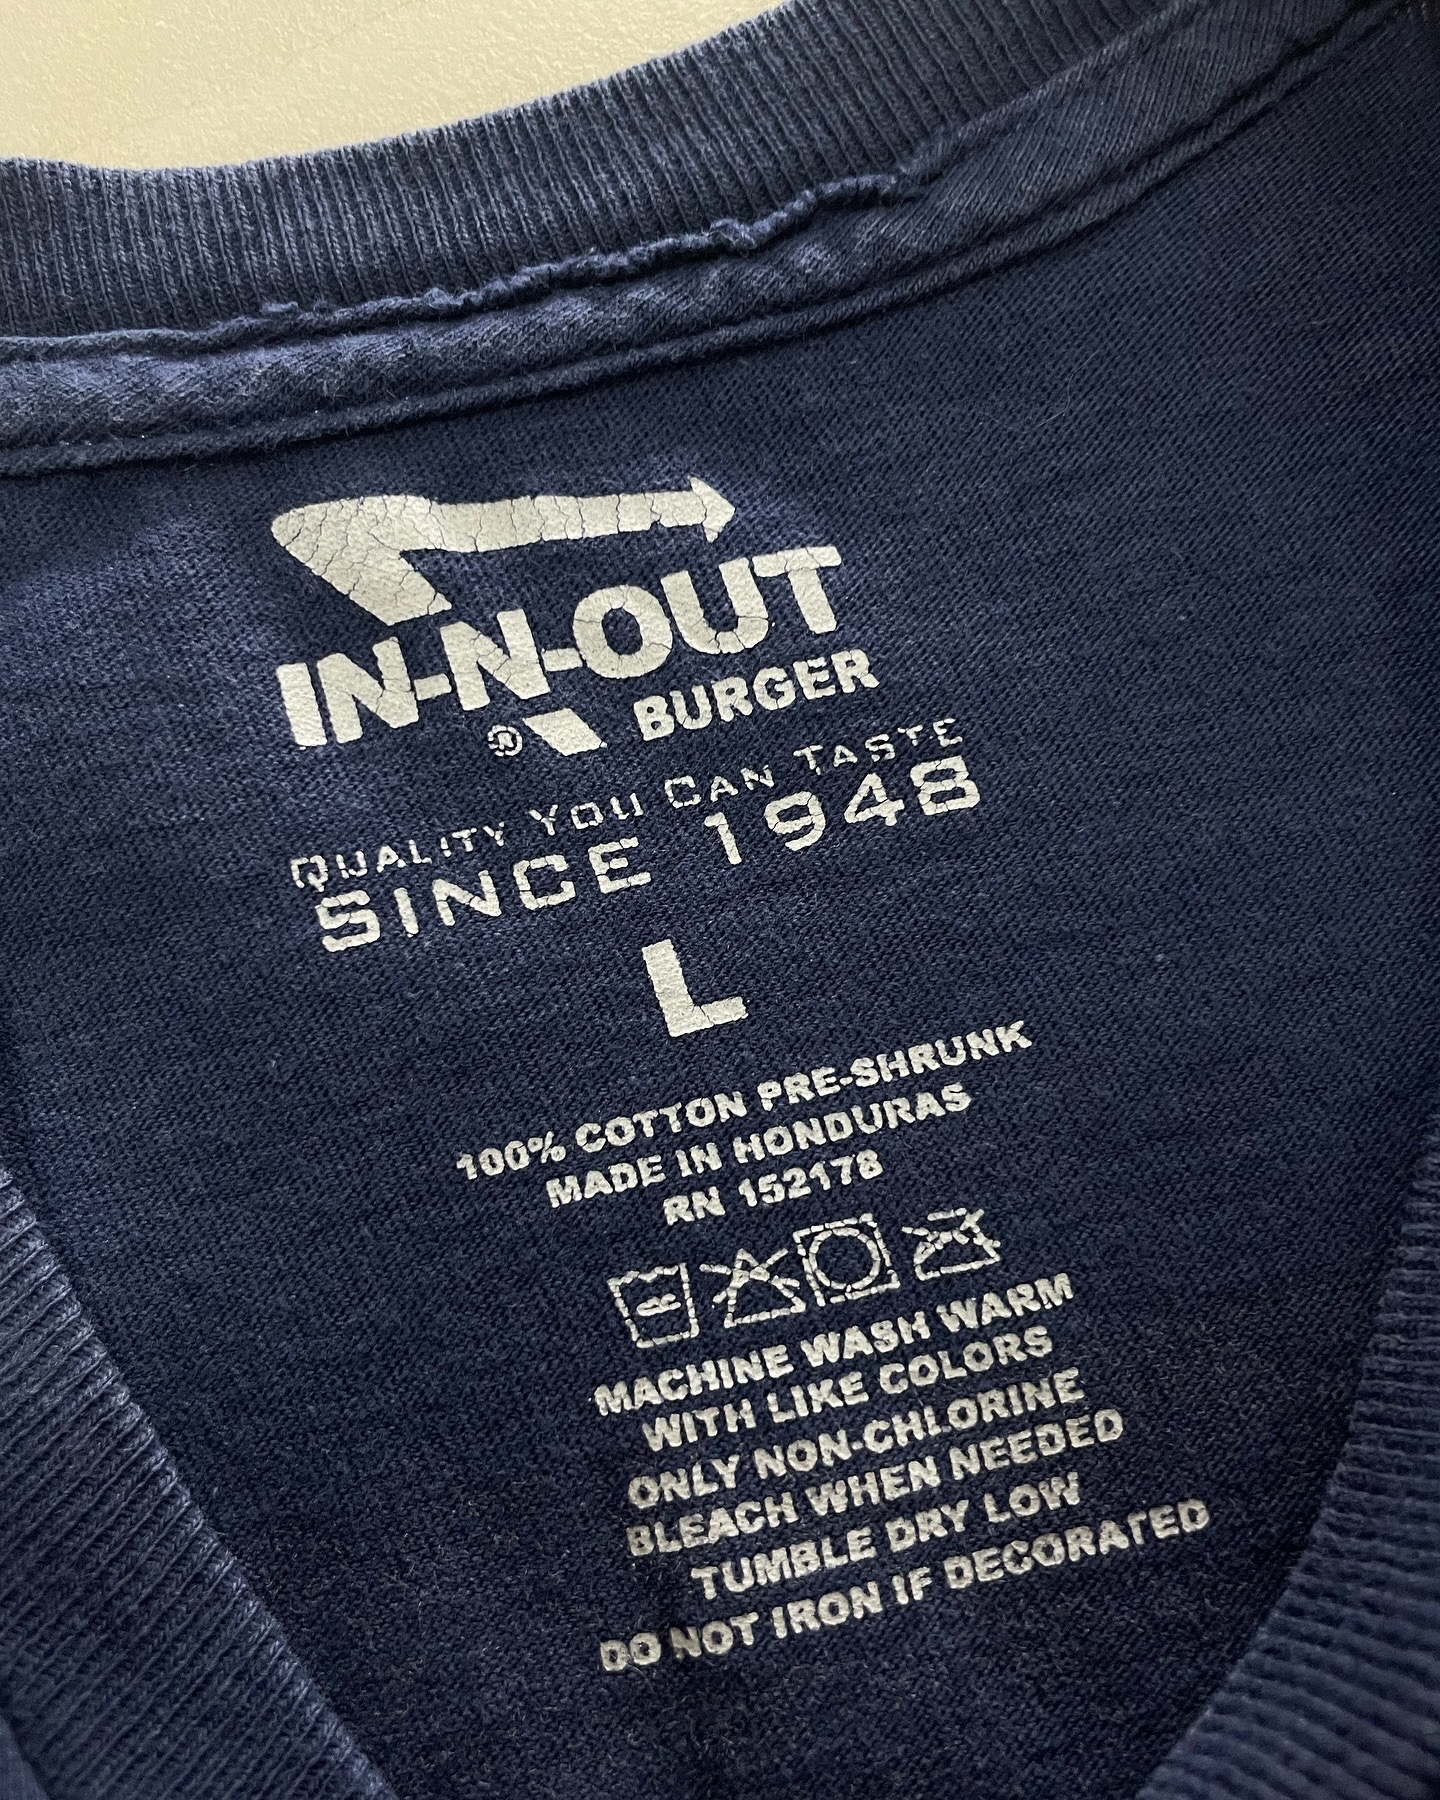 IN-N-OUT
® BURGER
QUALITY YOU CAN TASTE
SINCE 1948
L
100% COTTON PRE-SHRUNK
MADE IN HONDURAS
RN 152178
MACHINE WASH WARM
WITH LIKE COLORS
ONLY NON-CHLORINE
BLEACH WHEN NEEDED
TUMBLE DRY LOW
DO NOT IRON IF DECORATED